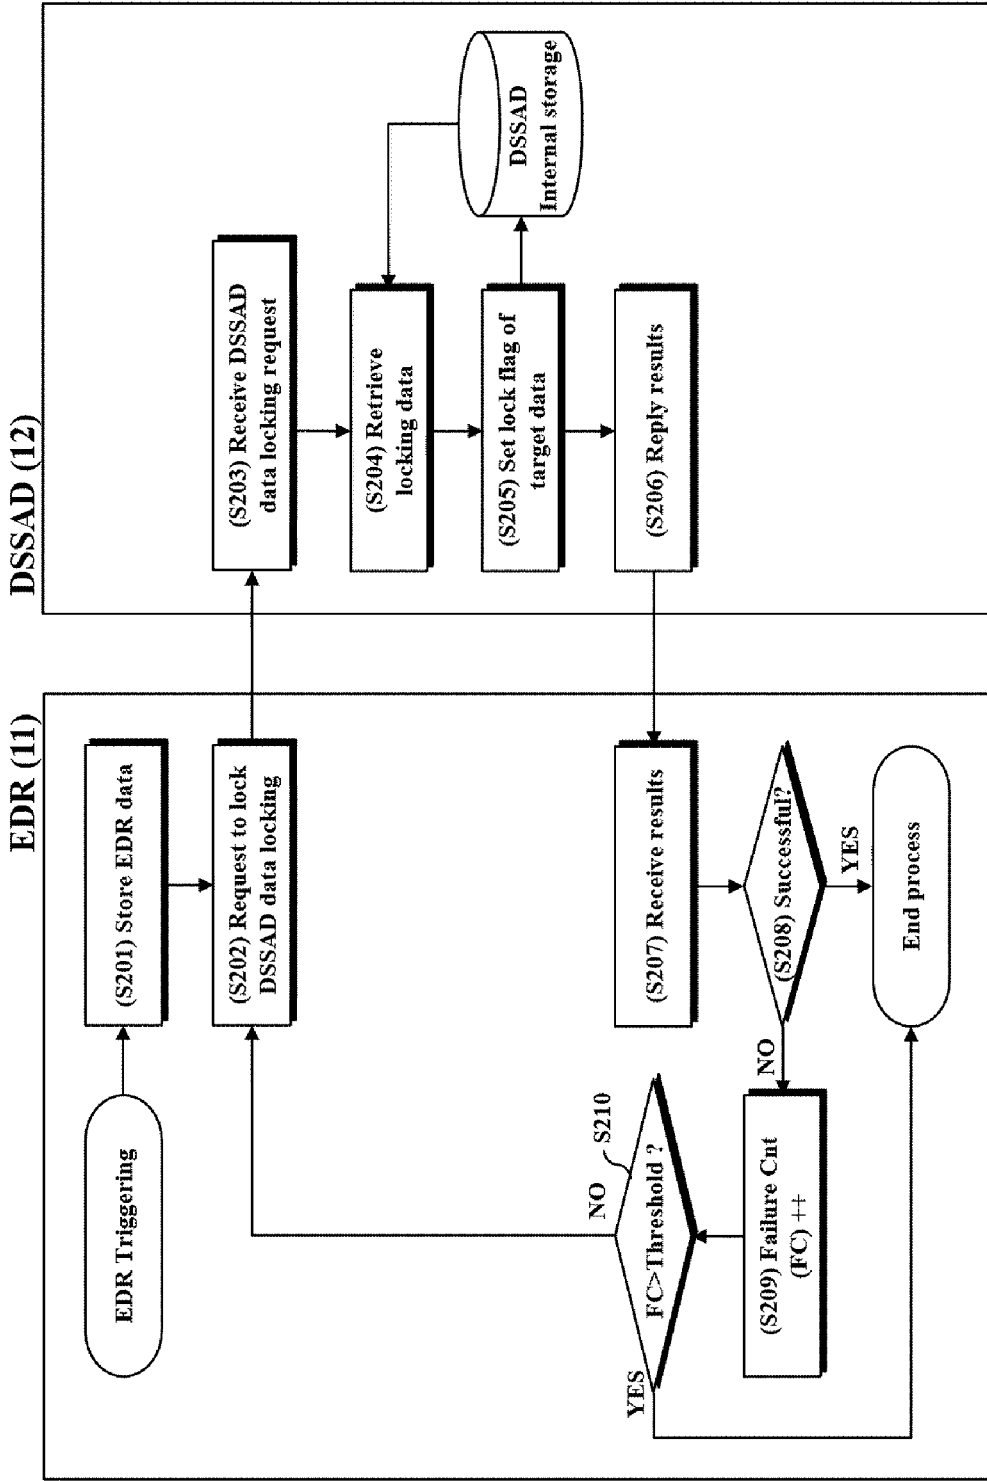 EDR (11)
EDR Triggering
(S201) Store EDR data
(S202) Request to lock
DSSAD data locking
(S207) Receive results
(S208) Successful?
YES
NO
(S209) Failure Cnt
(FC) ++
FC>Threshold ?
S210
NO
YES
End process
DSSAD (12)
(S203) Receive DSSAD
data locking request
(S204) Retrieve
locking data
(S205) Set lock flag of
target data
(S206) Reply results
DSSAD
Internal storage